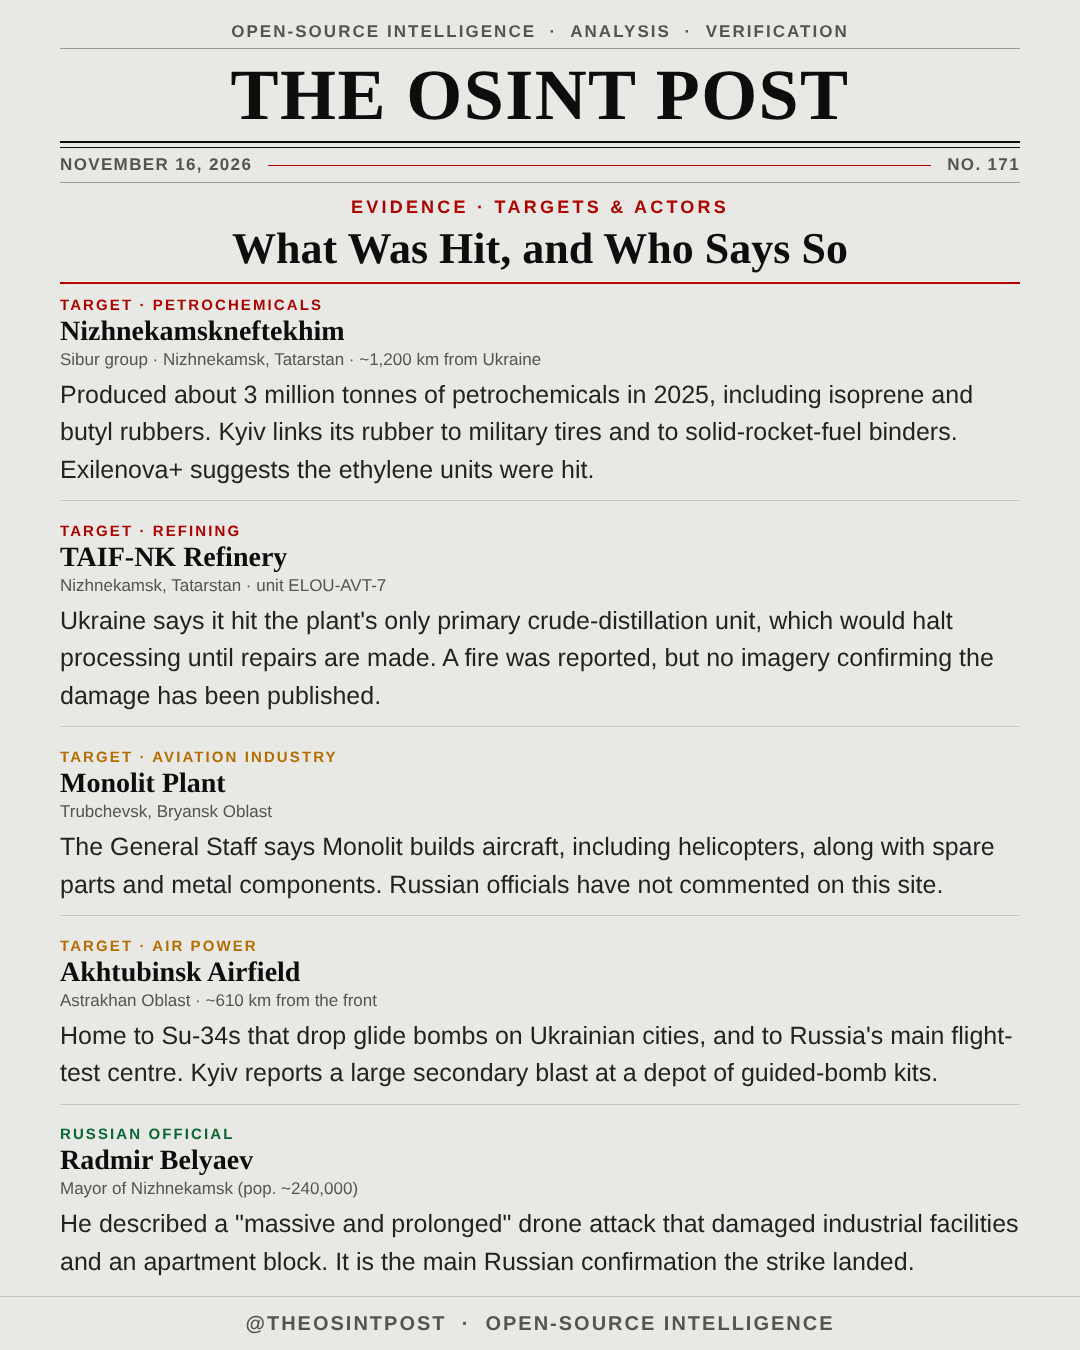 OPEN-SOURCE INTELLIGENCE · ANALYSIS · VERIFICATION
THE OSINT POST
NOVEMBER 16, 2026 NO. 171
EVIDENCE · TARGETS & ACTORS
What Was Hit, and Who Says So
TARGET · PETROCHEMICALS
Nizhnekamskneftekhim
Sibur group · Nizhnekamsk, Tatarstan · ~1,200 km from Ukraine
Produced about 3 million tonnes of petrochemicals in 2025, including isoprene and
butyl rubbers. Kyiv links its rubber to military tires and to solid-rocket-fuel binders.
Exilenova+ suggests the ethylene units were hit.
TARGET · REFINING
TAIF-NK Refinery
Nizhnekamsk, Tatarstan · unit ELOU-AVT-7
Ukraine says it hit the plant's only primary crude-distillation unit, which would halt
processing until repairs are made. A fire was reported, but no imagery confirming the
damage has been published.
TARGET · AVIATION INDUSTRY
Monolit Plant
Trubchevsk, Bryansk Oblast
The General Staff says Monolit builds aircraft, including helicopters, along with spare
parts and metal components. Russian officials have not commented on this site.
TARGET · AIR POWER
Akhtubinsk Airfield
Astrakhan Oblast · ~610 km from the front
Home to Su-34s that drop glide bombs on Ukrainian cities, and to Russia's main flight-
test centre. Kyiv reports a large secondary blast at a depot of guided-bomb kits.
RUSSIAN OFFICIAL
Radmir Belyaev
Mayor of Nizhnekamsk (pop. ~240,000)
He described a "massive and prolonged" drone attack that damaged industrial facilities
and an apartment block. It is the main Russian confirmation the strike landed.
@THEOSINTPOST · OPEN-SOURCE INTELLIGENCE